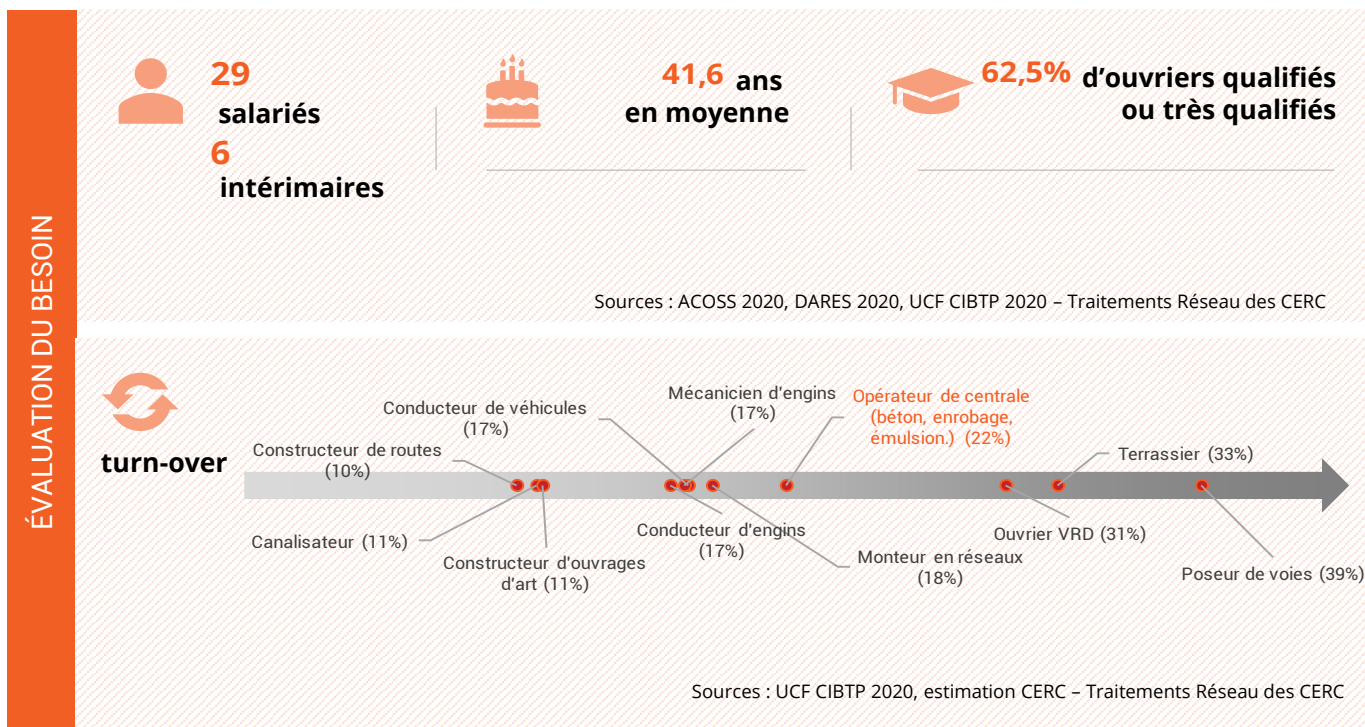 ÉVALUATION DU BESOIN
29
salariés
6
intérimaires
41,6 ans
en moyenne
62,5% d'ouvriers qualifiés
ou très qualifiés
Sources : ACOSS 2020, DARES 2020, UCF CIBTP 2020 – Traitements Réseau des CERC
turn-over
Constructeur de routes
(10%)
Conducteur de véhicules
(17%)
Mécanicien d'engins
(17%)
Opérateur de centrale
(béton, enrobage,
émulsion.) (22%)
Terrassier (33%)
Canalisateur (11%)
Constructeur d'ouvrages
d'art (11%)
Conducteur d'engins
(17%)
Monteur en réseaux
(18%)
Ouvrier VRD (31%)
Poseur de voies (39%)
Sources : UCF CIBTP 2020, estimation CERC – Traitements Réseau des CERC